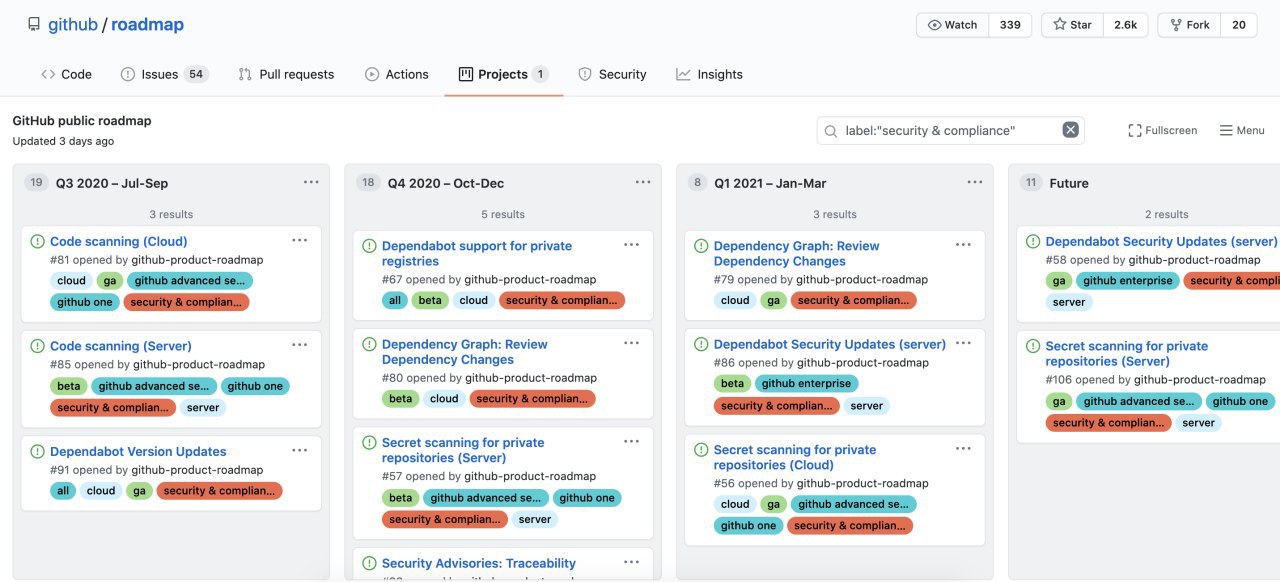 github / roadmap
Watch 339 Star 2.6k Fork 20
Code Issues 54 Pull requests Actions Projects 1 Security Insights
GitHub public roadmap
Updated 3 days ago
label:"security & compliance"
Fullscreen Menu
19 Q3 2020 – Jul-Sep
3 results
Code scanning (Cloud)
#81 opened by github-product-roadmap
cloud ga github advanced se...
github one security & complian...
Code scanning (Server)
#85 opened by github-product-roadmap
beta github advanced se... github one
security & complian... server
Dependabot Version Updates
#91 opened by github-product-roadmap
all cloud ga security & complian...
18 Q4 2020 – Oct-Dec
5 results
Dependabot support for private
registries
#67 opened by github-product-roadmap
all beta cloud security & complian...
Dependency Graph: Review
Dependency Changes
#80 opened by github-product-roadmap
beta cloud security & complian...
Secret scanning for private
repositories (Server)
#57 opened by github-product-roadmap
beta github advanced se... github one
security & complian... server
Security Advisories: Traceability
8 Q1 2021 – Jan-Mar
3 results
Dependency Graph: Review
Dependency Changes
#79 opened by github-product-roadmap
cloud ga security & complian...
Dependabot Security Updates (server)
#86 opened by github-product-roadmap
beta github enterprise
security & complian... server
Secret scanning for private
repositories (Cloud)
#56 opened by github-product-roadmap
cloud ga github advanced se...
github one security & complian...
11 Future
2 results
Dependabot Security Updates (server)
#58 opened by github-product-roadmap
ga github enterprise security & compli
server
Secret scanning for private
repositories (Server)
#106 opened by github-product-roadmap
ga github advanced se... github one
security & complian... server